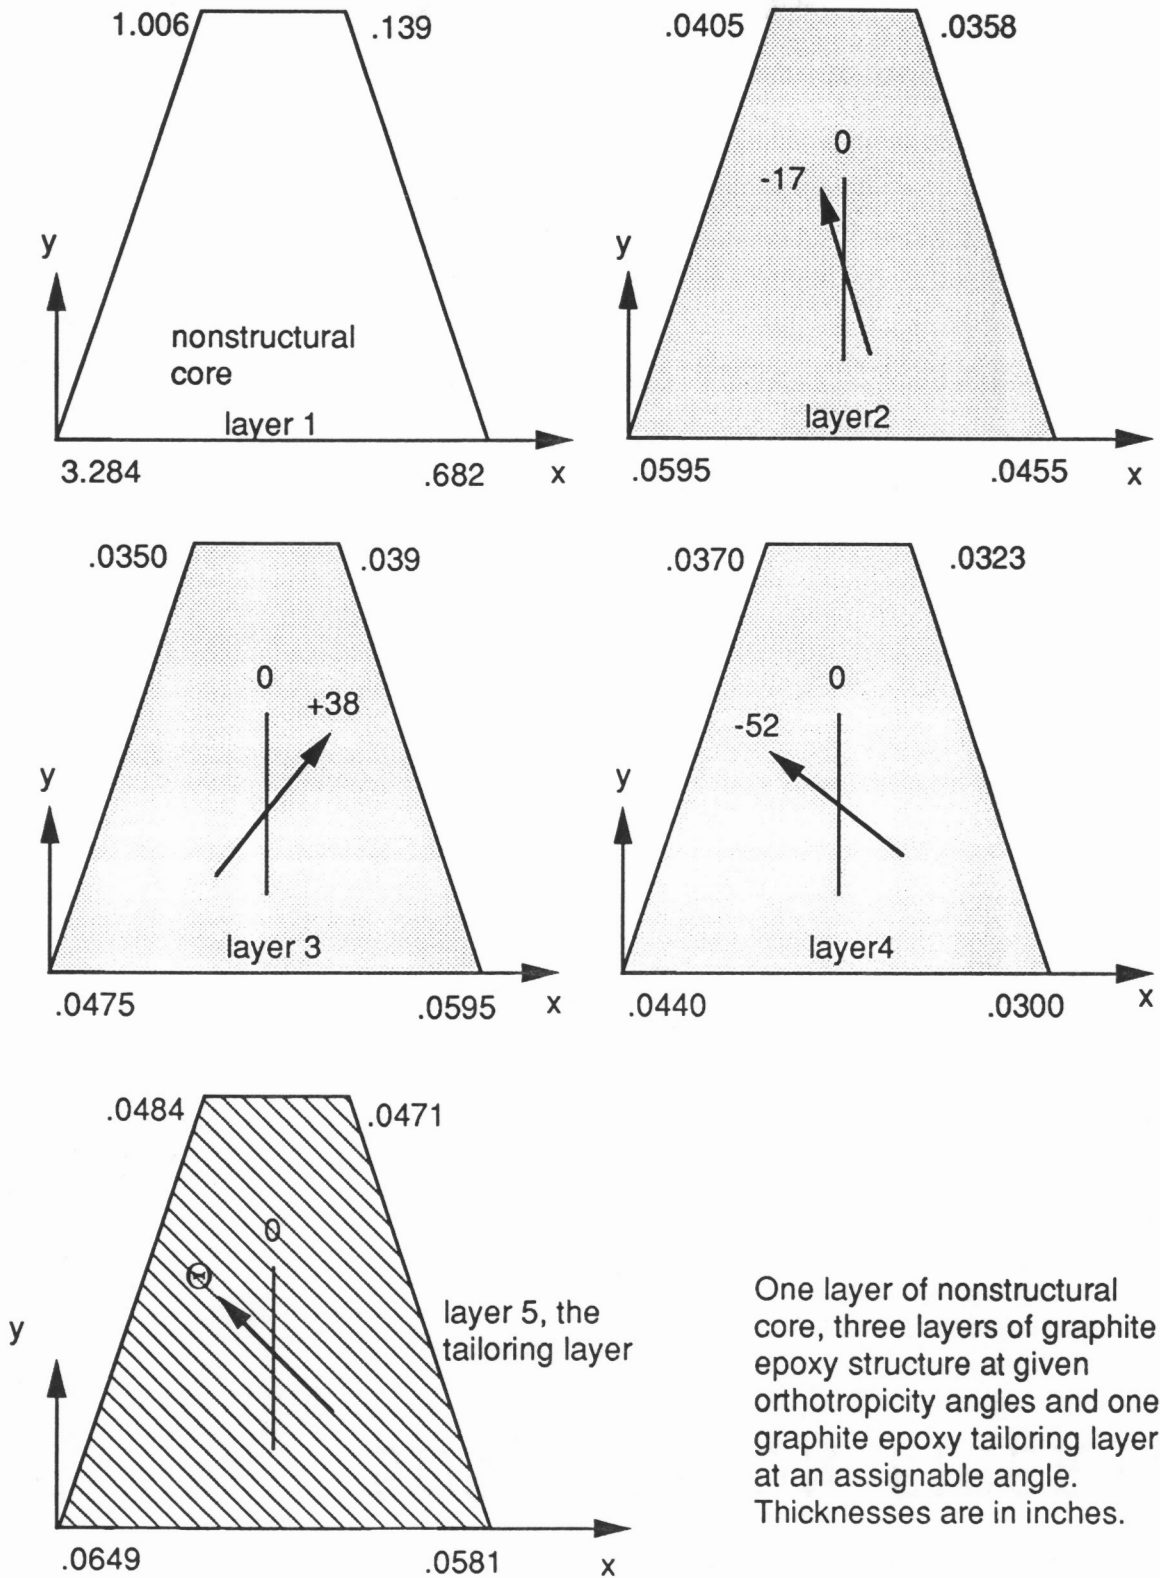 1.006 .139
y
nonstructural
core
layer 1
3.284 .682 x
.0405 .0358
0
-17
y
layer2
.0595 .0455 x
.0350 .039
0
+38
y
layer 3
.0475 .0595 x
.0370 .0323
0
-52
y
layer4
.0440 .0300 x
.0484 .0471
0
Θ
y
layer 5, the
tailoring layer
.0649 .0581 x
One layer of nonstructural
core, three layers of graphite
epoxy structure at given
orthotropicity angles and one
graphite epoxy tailoring layer
at an assignable angle.
Thicknesses are in inches.